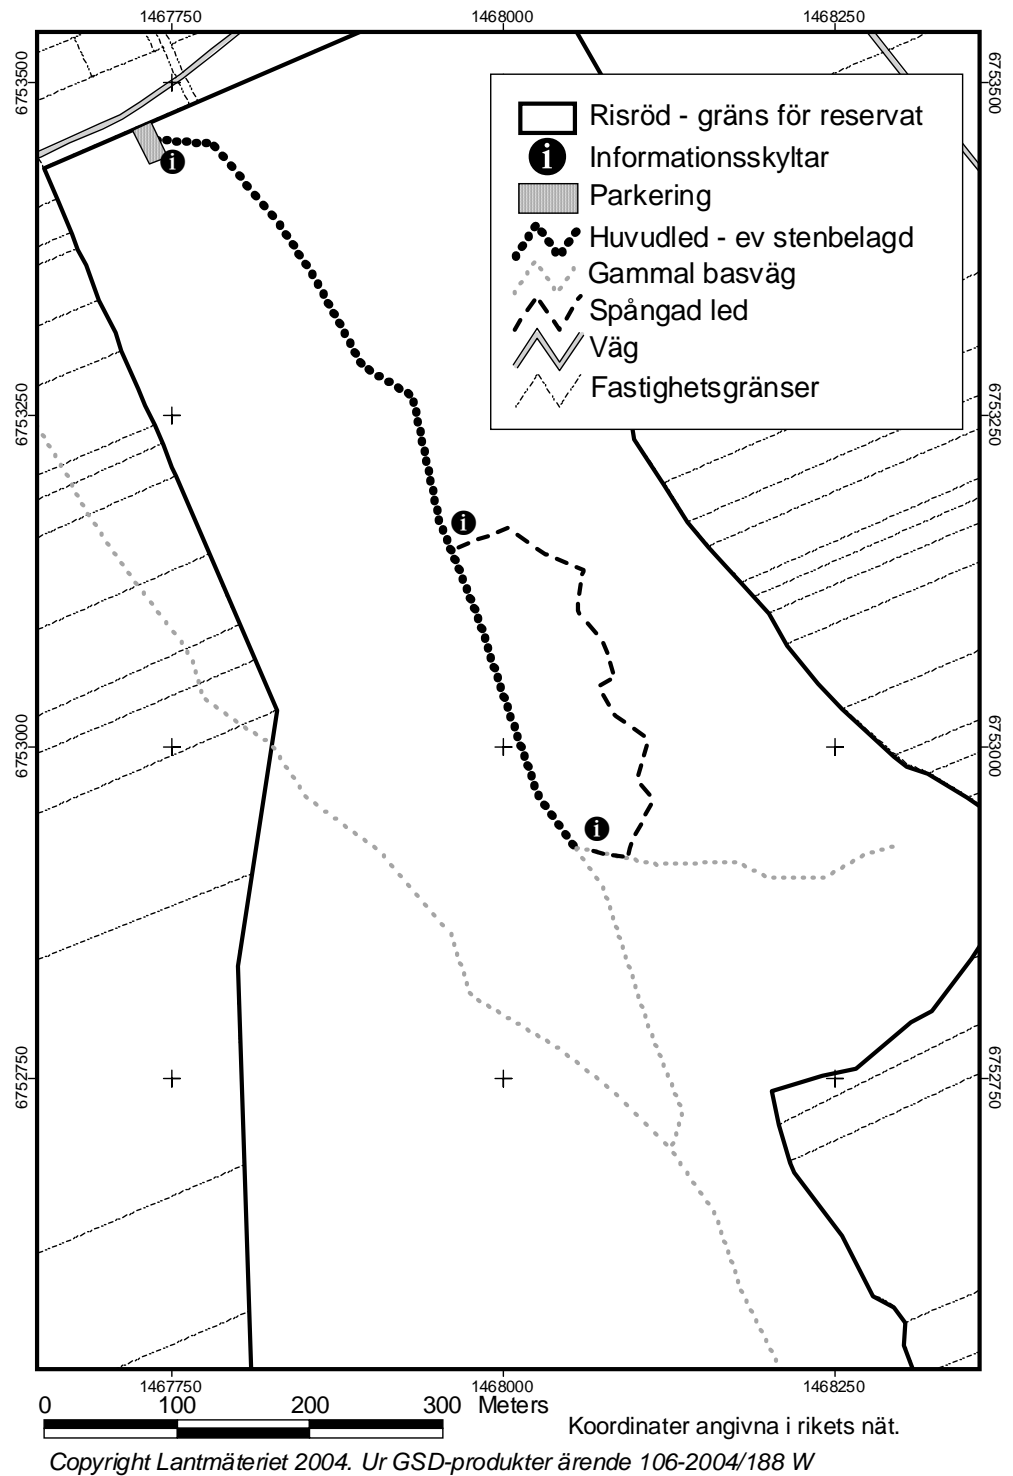 1467750 1468000 1468250
6753500 6753500
Risröd - gräns för reservat
i Informationsskyltar
Parkering
Huvudled - ev stenbelagd
Gammal basväg
Spångad led
Väg
Fastighetsgränser
i
6753250 6753250
i
6753000 6753000
i
6752750 6752750
1467750 1468000 1468250
0 100 200 300 Meters
Koordinater angivna i rikets nät.
Copyright Lantmäteriet 2004. Ur GSD-produkter ärende 106-2004/188 W